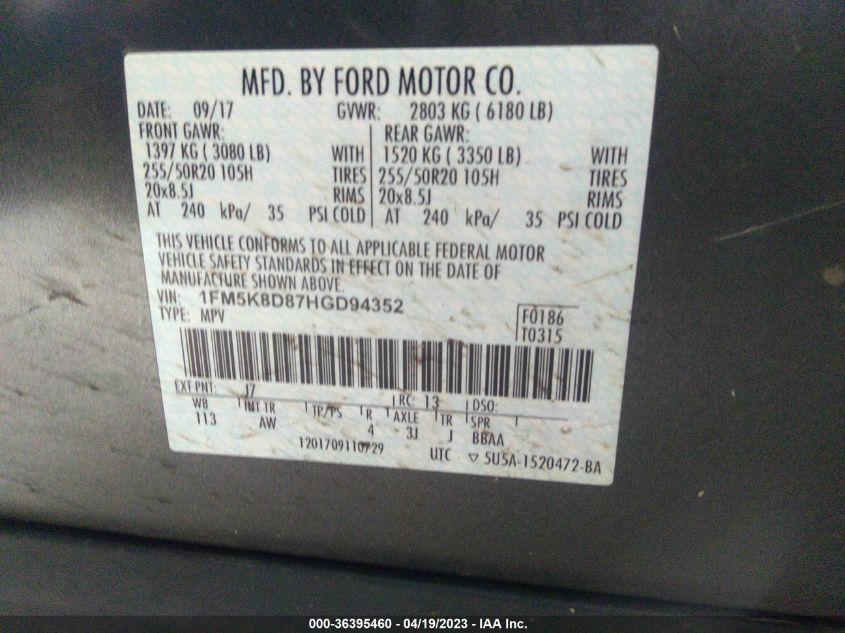 MFD. BY FORD MOTOR CO.
DATE: 09/17 GVWR: 2803 KG ( 6180 LB)
FRONT GAWR: REAR GAWR:
1397 KG ( 3080 LB) WITH 1520 KG ( 3350 LB) WITH
255/50R20 105H TIRES 255/50R20 105H TIRES
20x8.5J RIMS 20x8.5J RIMS
AT 240 kPa/ 35 PSI COLD AT 240 kPa/ 35 PSI COLD
THIS VEHICLE CONFORMS TO ALL APPLICABLE FEDERAL MOTOR
VEHICLE SAFETY STANDARDS IN EFFECT ON THE DATE OF
MANUFACTURE SHOWN ABOVE.
VIN: 1FM5K8D87HGD94352
TYPE: MPV
F0186
T0315
EXT PNT: J7 RC: 13 DSO:
WB INT TR TP/PS R AXLE TR SPR
113 AW 4 3J J BBAA
1201709110729 UTC ▽ 5U5A-1520472-BA
000-36395460 - 04/19/2023 - IAA Inc.